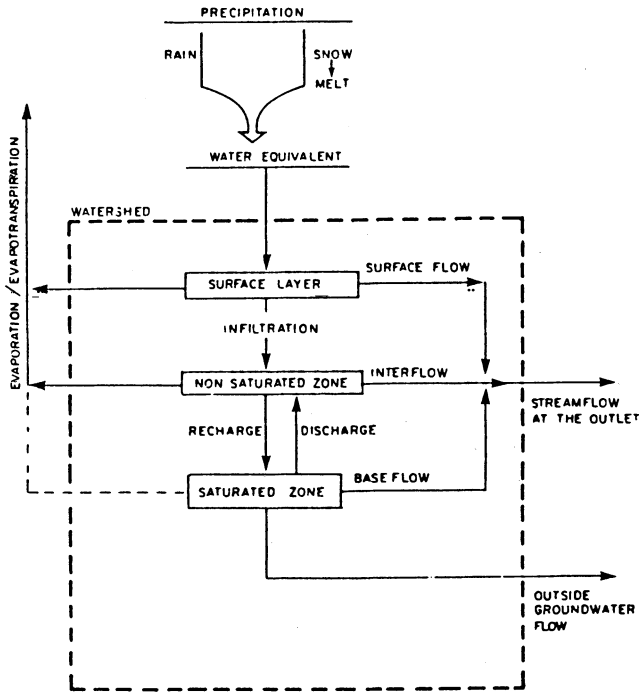 PRECIPITATION
RAIN
SNOW
MELT
WATER EQUIVALENT
WATERSHED
EVAPORATION / EVAPOTRANSPIRATION
SURFACE FLOW
SURFACE LAYER
INFILTRATION
INTERFLOW
NON SATURATED ZONE
STREAMFLOW
AT THE OUTLET
RECHARGE
DISCHARGE
BASE FLOW
SATURATED ZONE
OUTSIDE
GROUNDWATER
FLOW